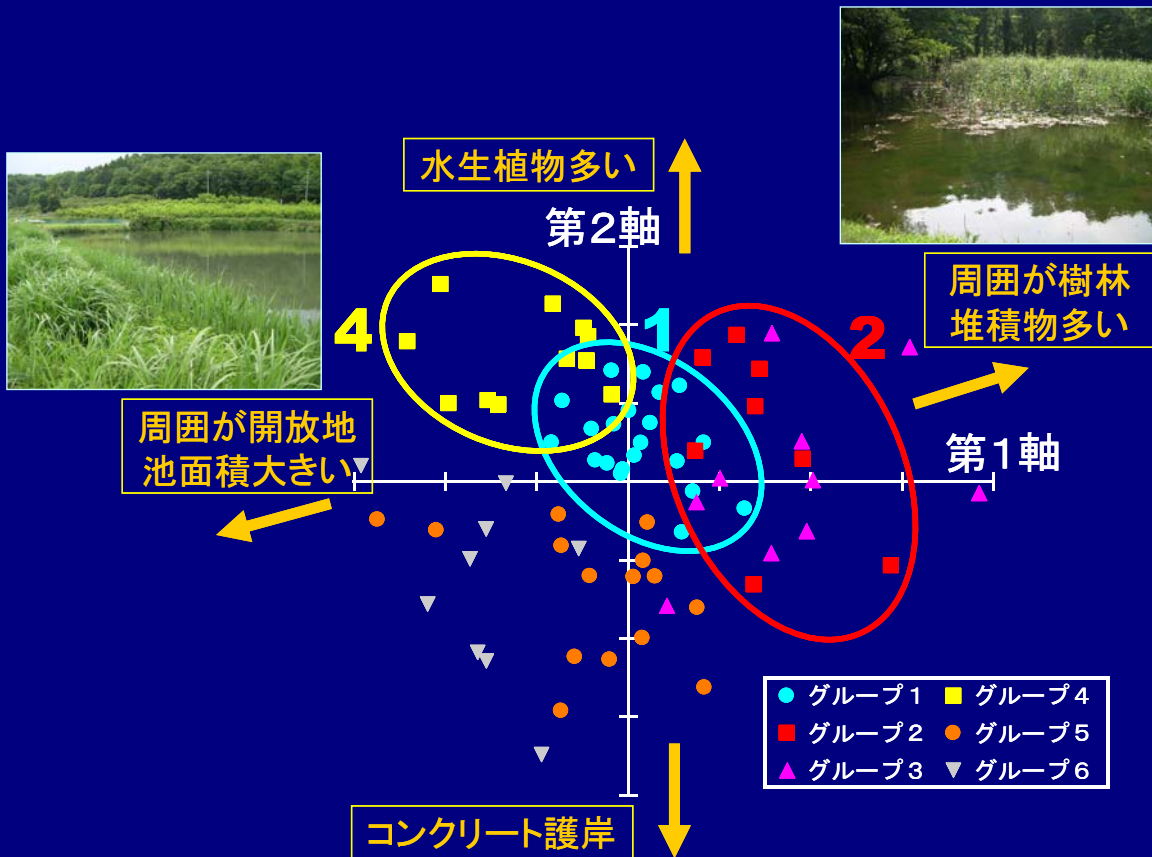 水生植物多い
第2軸
周囲が樹林
堆積物多い
4
1
2
周囲が開放地
池面積大きい
第1軸
グループ1
グループ4
グループ2
グループ5
グループ3
グループ6
コンクリート護岸